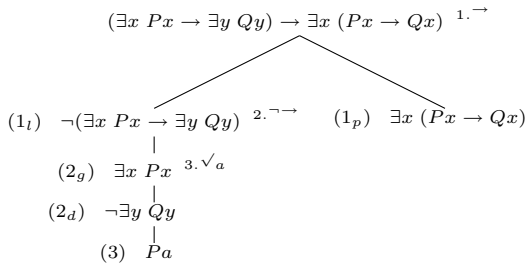 (∃x Px → ∃y Qy) → ∃x (Px → Qx) 1.→
(1l) ¬(∃x Px → ∃y Qy) 2.¬→ (1p) ∃x (Px → Qx)
(2g) ∃x Px 3.√a
(2d) ¬∃y Qy
(3) Pa